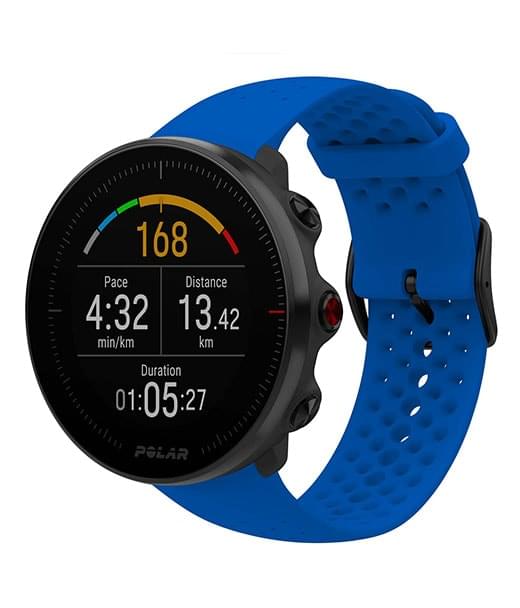 168
Pace Distance
4:32 13.42
min/km km
Duration
01:05:27
POLAR